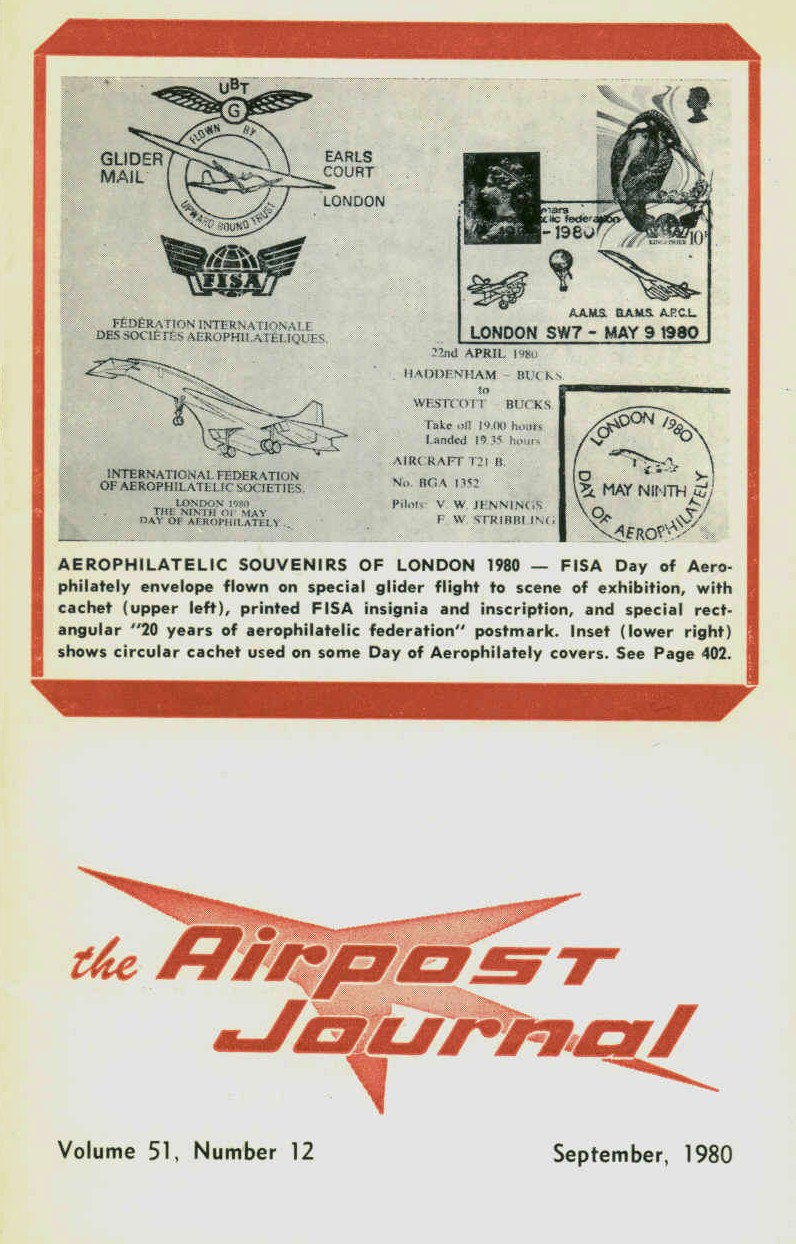 UBT
G
FLOWN BY
UPWARD BOUND TRUST
GLIDER
MAIL
EARLS
COURT
LONDON
FISA
FÉDÉRATION INTERNATIONALE
DES SOCIÉTÉS AÉROPHILATÉLIQUES.
INTERNATIONAL FEDERATION
OF AEROPHILATELIC SOCIETIES.
LONDON 1980
THE NINTH OF MAY
DAY OF AEROPHILATELY
KINGFISHER 10
federation
- 1980
A.A.M.S. B.A.M.S. A.P.C.L.
LONDON SW7 - MAY 9 1980
22nd APRIL 1980
HADDENHAM - BUCKS
to
WESTCOTT - BUCKS
Take off 19.00 hours
Landed 19.35 hours
AIRCRAFT T21 B.
No. BGA 1352
Pilots: V. W. JENNINGS
F. W. STRIBBLING
LONDON 1980
MAY NINTH
DAY OF AEROPHILATELY
AEROPHILATELIC SOUVENIRS OF LONDON 1980 — FISA Day of Aero-
philately envelope flown on special glider flight to scene of exhibition, with
cachet (upper left), printed FISA insignia and inscription, and special rect-
angular "20 years of aerophilatelic federation" postmark. Inset (lower right)
shows circular cachet used on some Day of Aerophilately covers. See Page 402.
the Airpost
Journal
Volume 51, Number 12
September, 1980